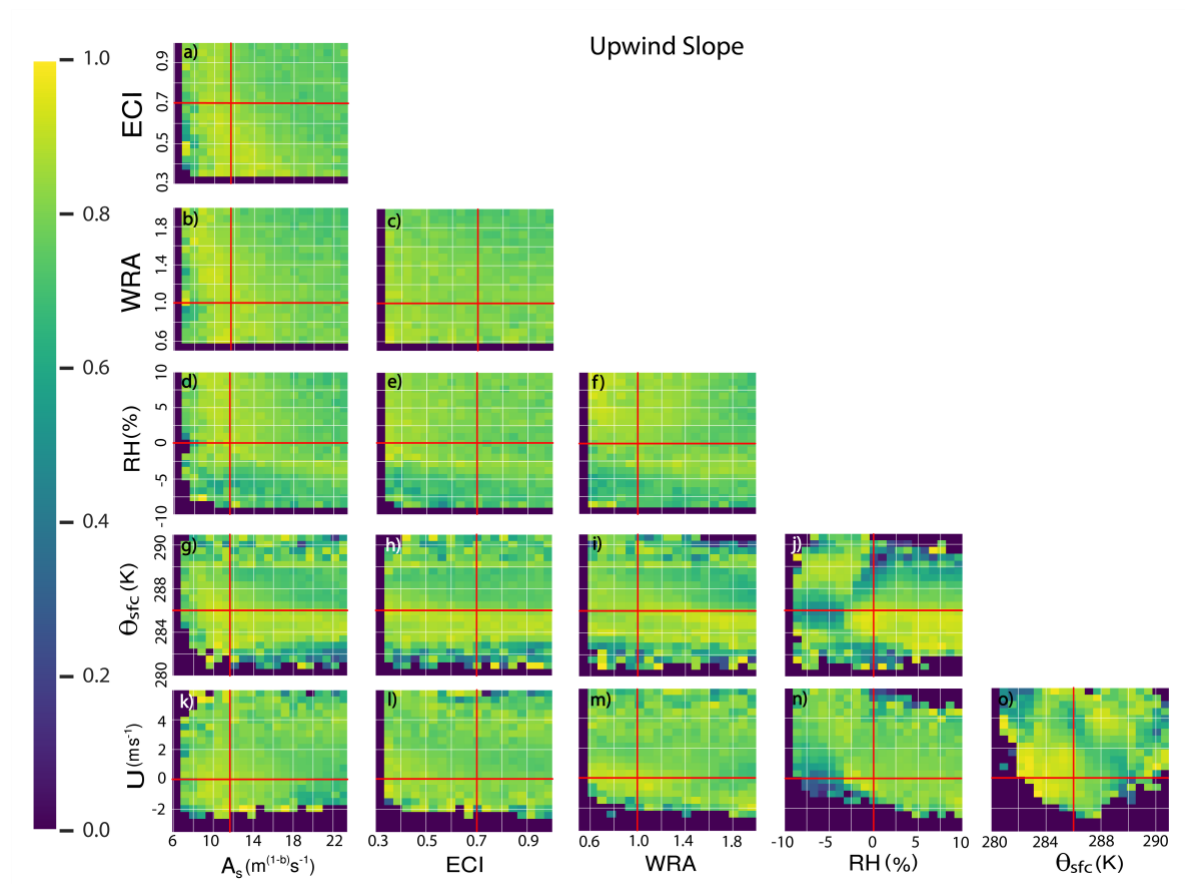 Upwind Slope
1.0
0.8
0.6
0.4
0.2
0.0
a)
ECI
0.9
0.7
0.5
0.3
b)
c)
WRA
1.8
1.4
1.0
0.6
d)
e)
f)
RH (%)
10
5
0
-5
-10
g)
h)
i)
j)
θsfc (K)
290
288
284
280
k)
l)
m)
n)
o)
U (ms⁻¹)
4
2
0
-2
6 10 14 18 22
0.3 0.5 0.7 0.9
0.6 1.0 1.4 1.8
-10 -5 0 5 10
280 284 288 290
Aₛ (m⁽¹⁻ᵇ⁾s⁻¹)
ECI
WRA
RH (%)
θsfc (K)